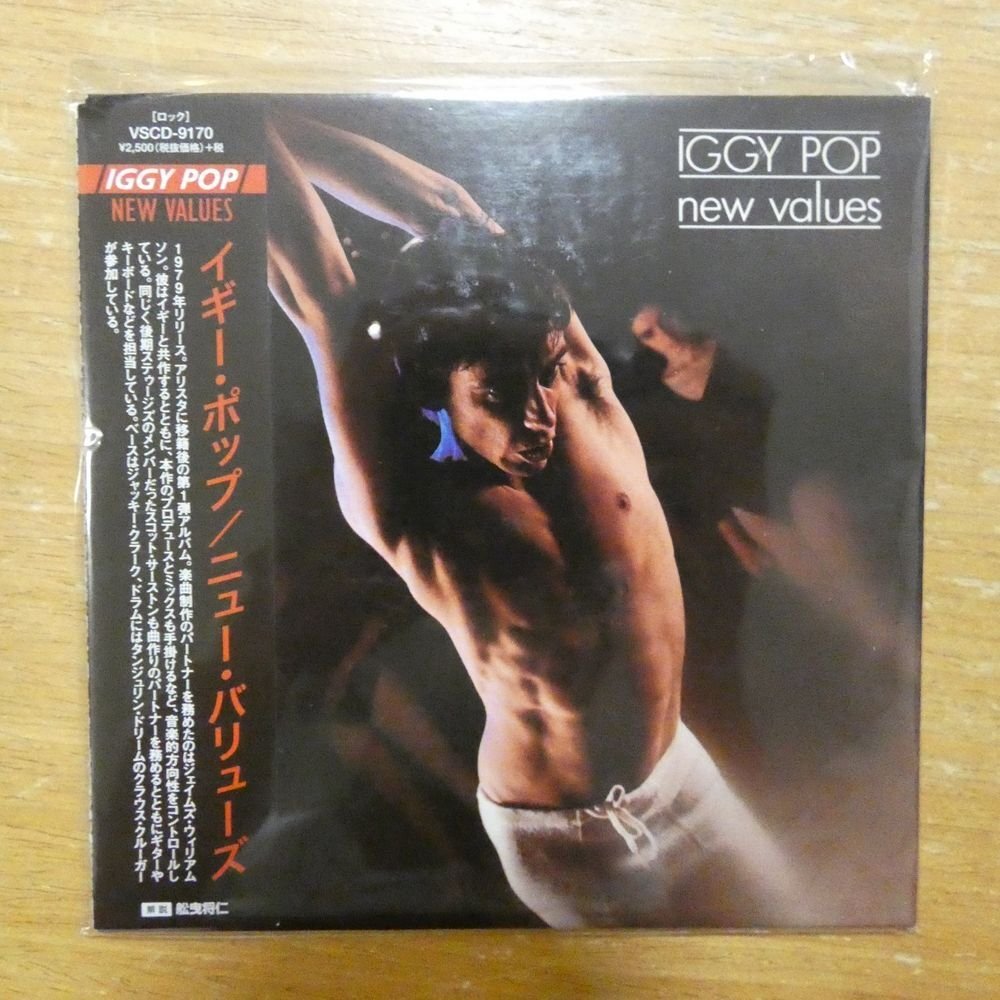 [ロック]
VSCD-9170
¥2,500(税抜価格)+税
IGGY POP
NEW VALUES
イギー・ポップ/ニュー・バリューズ
1979年リリース。アリスタに移籍後の第1弾アルバム。楽曲制作のパートナーを務めたのはジェイムズ・ウィリアム
ソン。彼はイギーと共作するとともに、本作のプロデュースとミックスも手掛けるなど、音楽的方向性をコントロールし
ている。同じく後期ストゥージズのメンバーだったスコット・サーストンも曲作りのパートナーを務めるとともにギターや
キーボードなどを担当している。ベースはジャッキー・クラーク、ドラムにはタンジェリン・ドリームのクラウス・クルーガー
が参加している。
解説 舩曳将仁
IGGY POP
new values